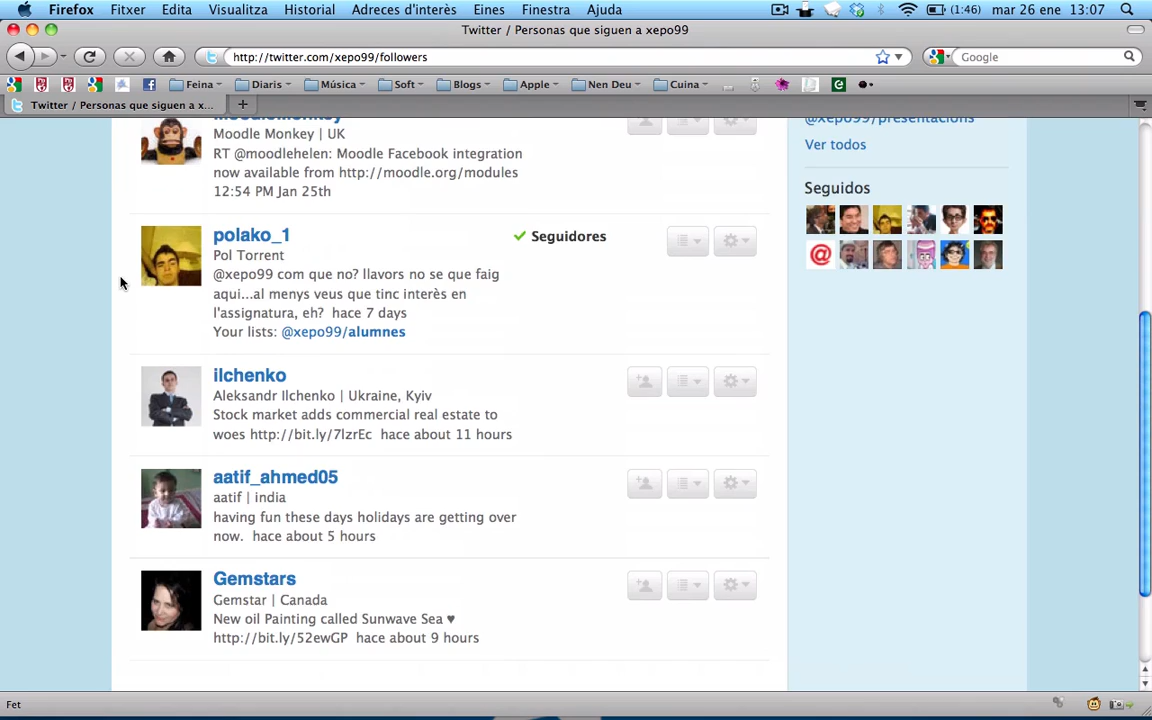 Firefox Fitxer Edita Visualitza Historial Adreces d'interès Eines Finestra Ajuda (1:46) mar 26 ene 13:07
Twitter / Personas que siguen a xepo99
http://twitter.com/xepo99/followers Google
Feina Diaris Música Soft Blogs Apple Nen Deu Cuina
Twitter / Personas que siguen a x...
MoodleMonkey
Moodle Monkey | UK
RT @moodlehelen: Moodle Facebook integration
now available from http://moodle.org/modules
12:54 PM Jan 25th
polako_1
Seguidores
Pol Torrent
@xepo99 com que no? llavors no se que faig
aqui...al menys veus que tinc interès en
l'assignatura, eh? hace 7 days
Your lists: @xepo99/alumnes
ilchenko
Aleksandr Ilchenko | Ukraine, Kyiv
Stock market adds commercial real estate to
woes http://bit.ly/7lzrEc hace about 11 hours
aatif_ahmed05
aatif | india
having fun these days holidays are getting over
now. hace about 5 hours
Gemstars
Gemstar | Canada
New oil Painting called Sunwave Sea ♥
http://bit.ly/52ewGP hace about 9 hours
@xepo99/presentacions
Ver todos
Seguidos
@
Fet